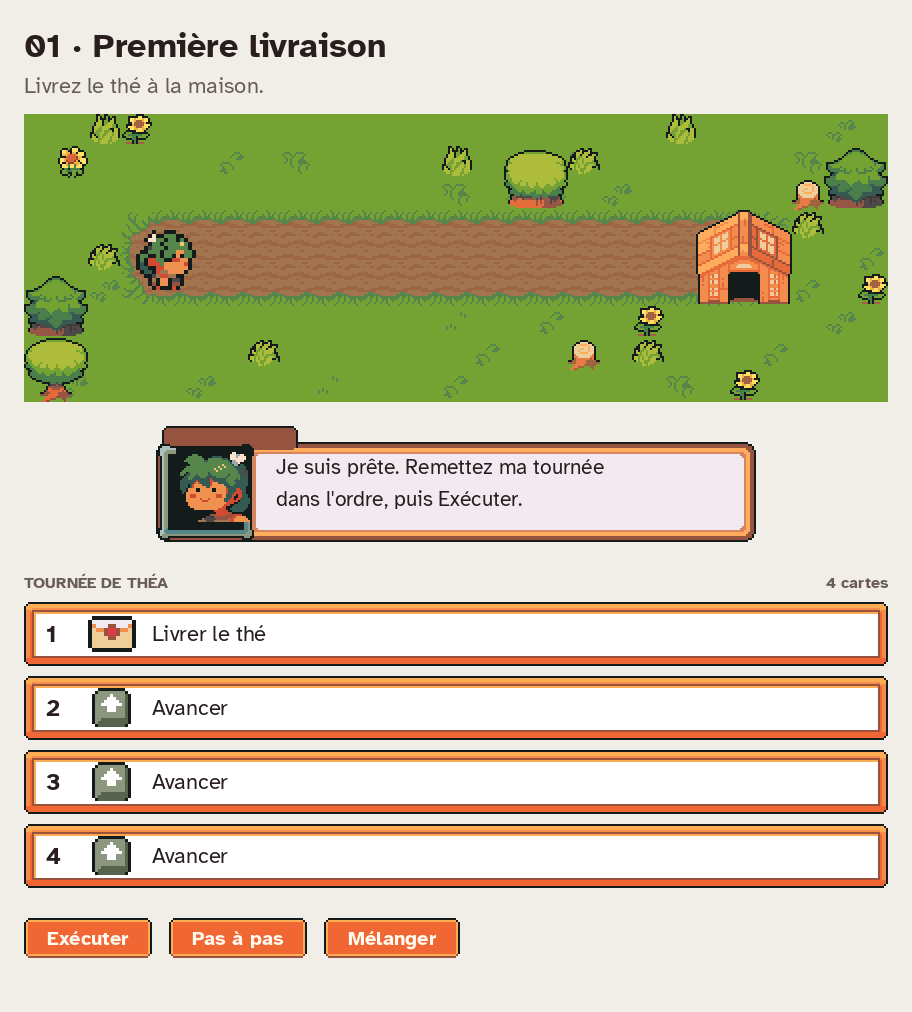 01 · Première livraison
Livrez le thé à la maison.
Je suis prête. Remettez ma tournée
dans l'ordre, puis Exécuter.
TOURNÉE DE THÉA
4 cartes
1 Livrer le thé
2 Avancer
3 Avancer
4 Avancer
Exécuter Pas à pas Mélanger